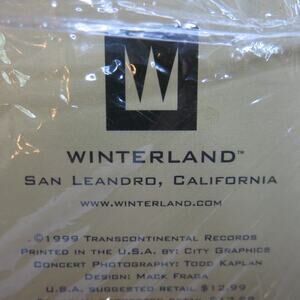 WINTERLAND™
SAN LEANDRO, CALIFORNIA
WWW.WINTERLAND.COM
©1999 TRANSCONTINENTAL RECORDS
PRINTED IN THE U.S.A. BY: CITY GRAPHICS
CONCERT PHOTOGRAPHY: TODD KAPLAN
DESIGN: MACK FRAGA
U.S.A. SUGGESTED RETAIL $12.99